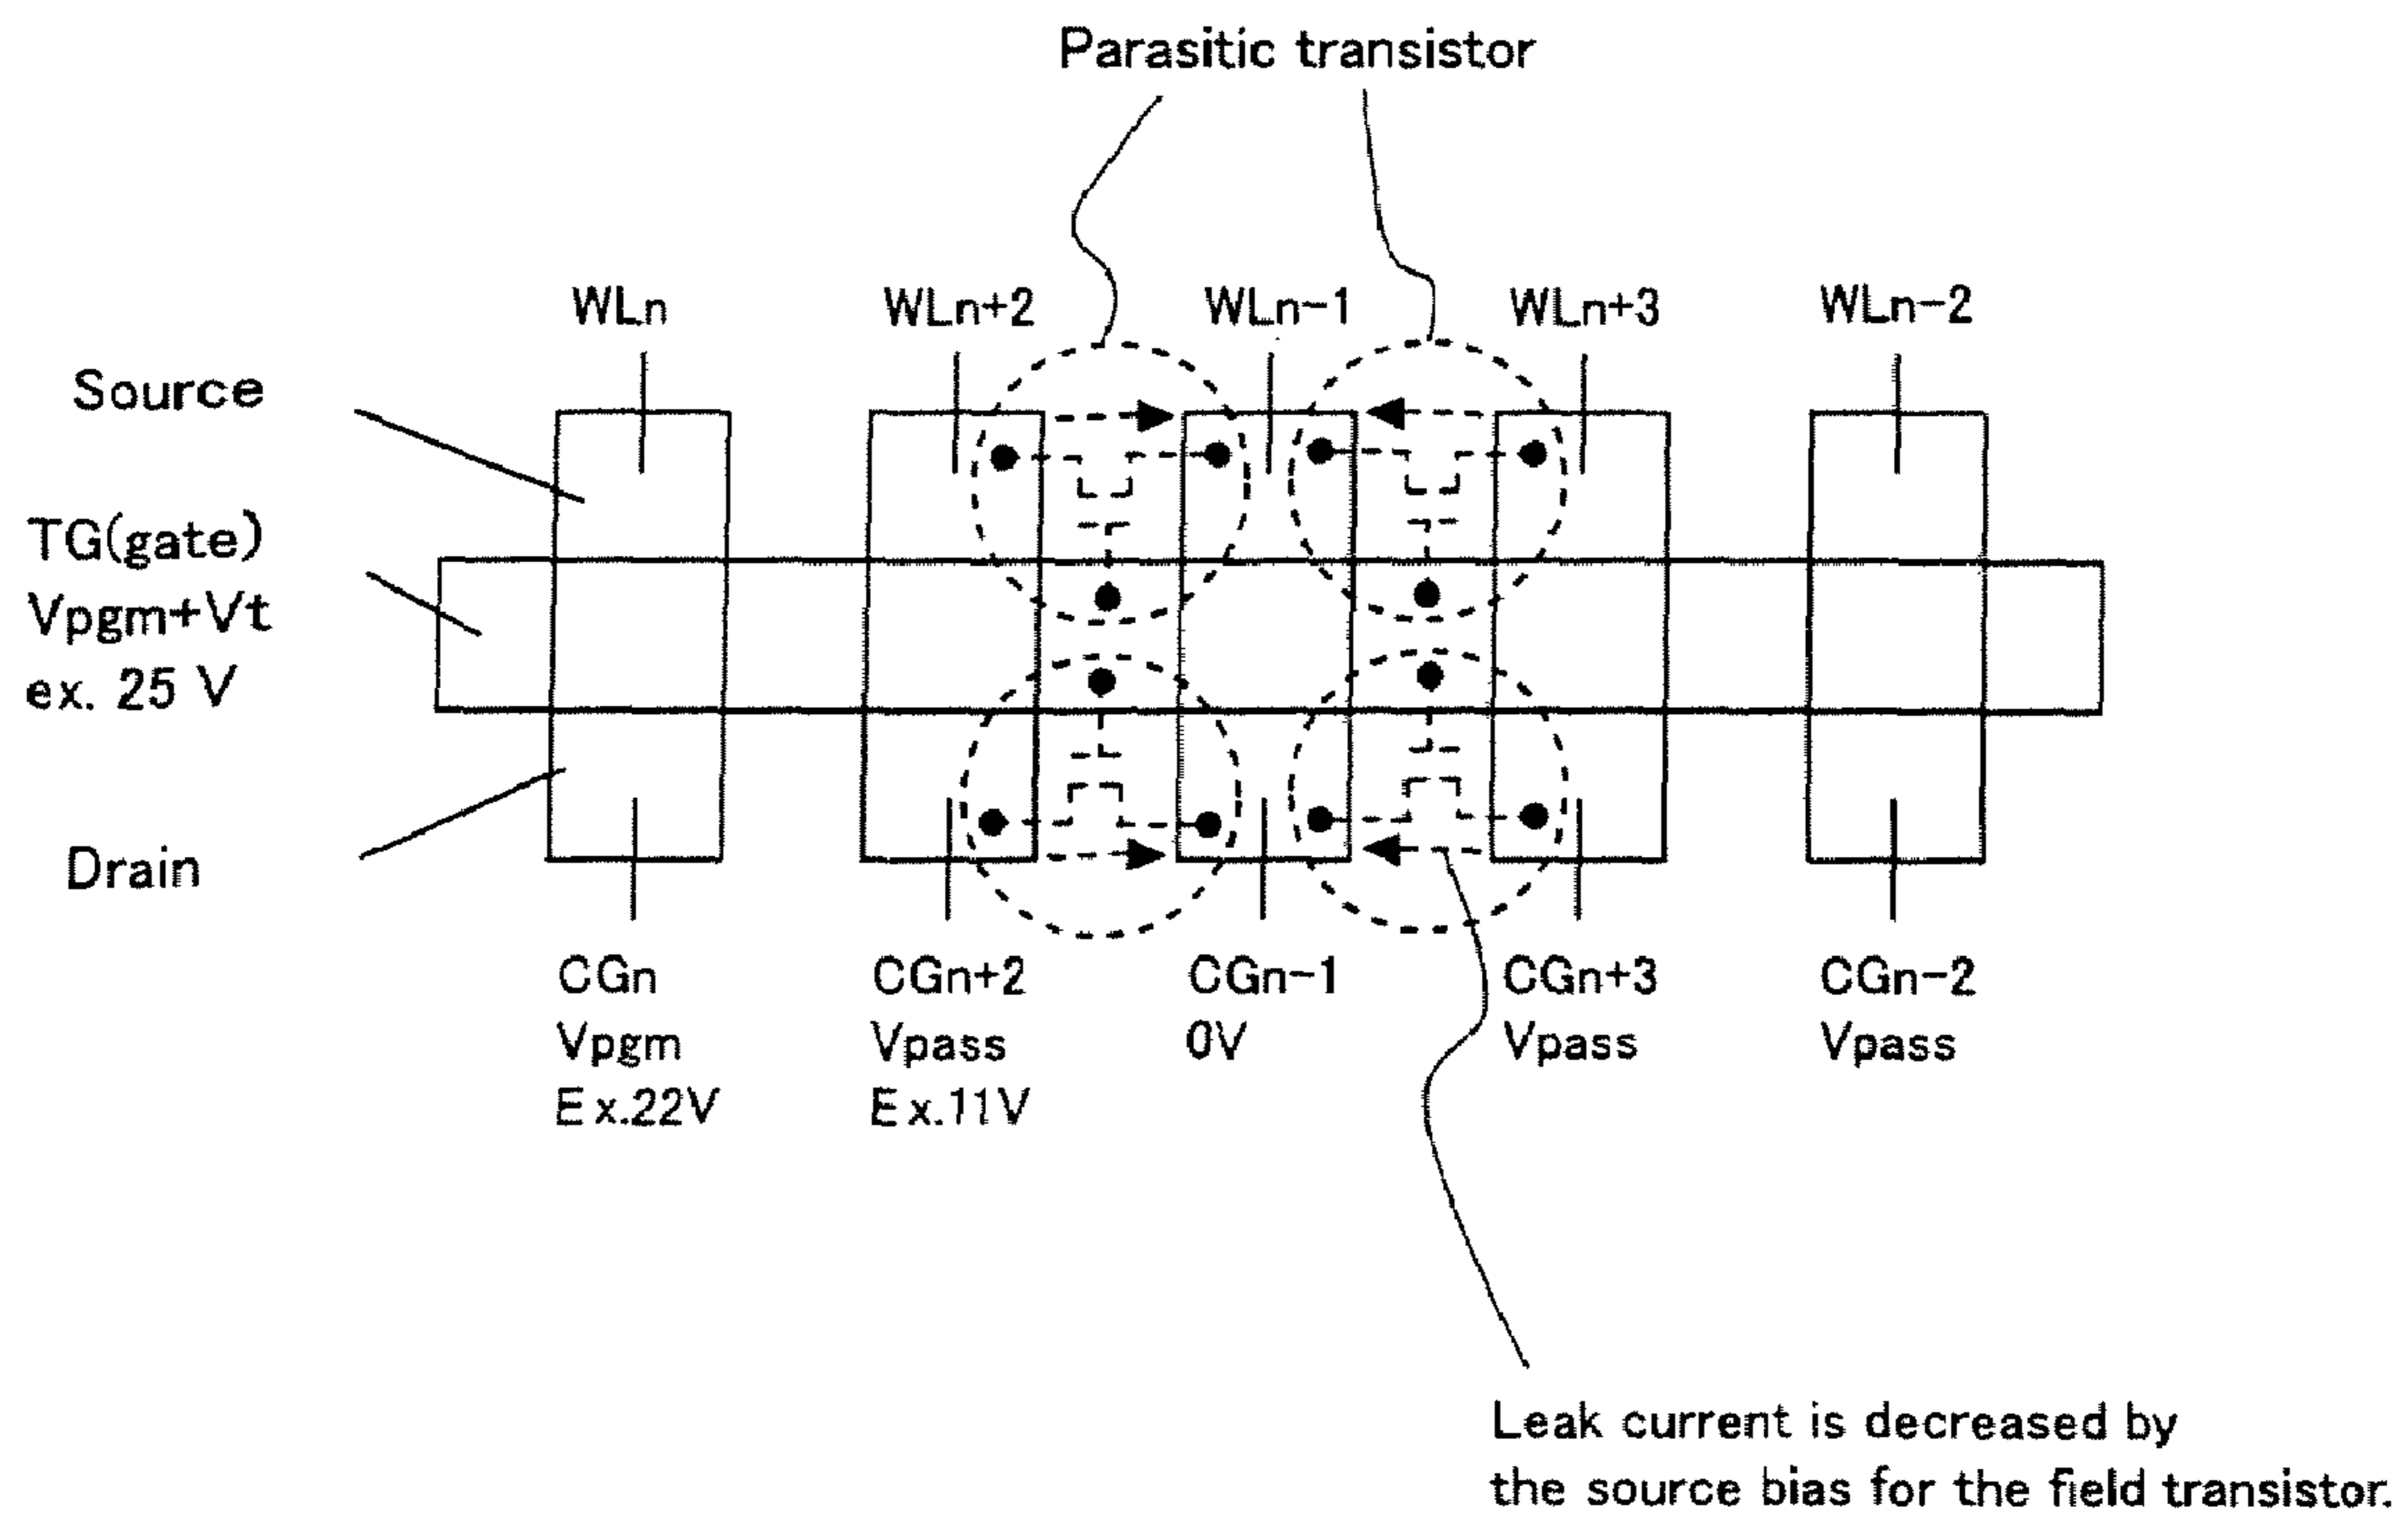 Parasitic transistor
WLn WLn+2 WLn-1 WLn+3 WLn-2
Source
TG(gate)
Vpgm+Vt
ex. 25 V
Drain
CGn CGn+2 CGn-1 CGn+3 CGn-2
Vpgm Vpass 0V Vpass Vpass
Ex.22V Ex.11V
Leak current is decreased by
the source bias for the field transistor.